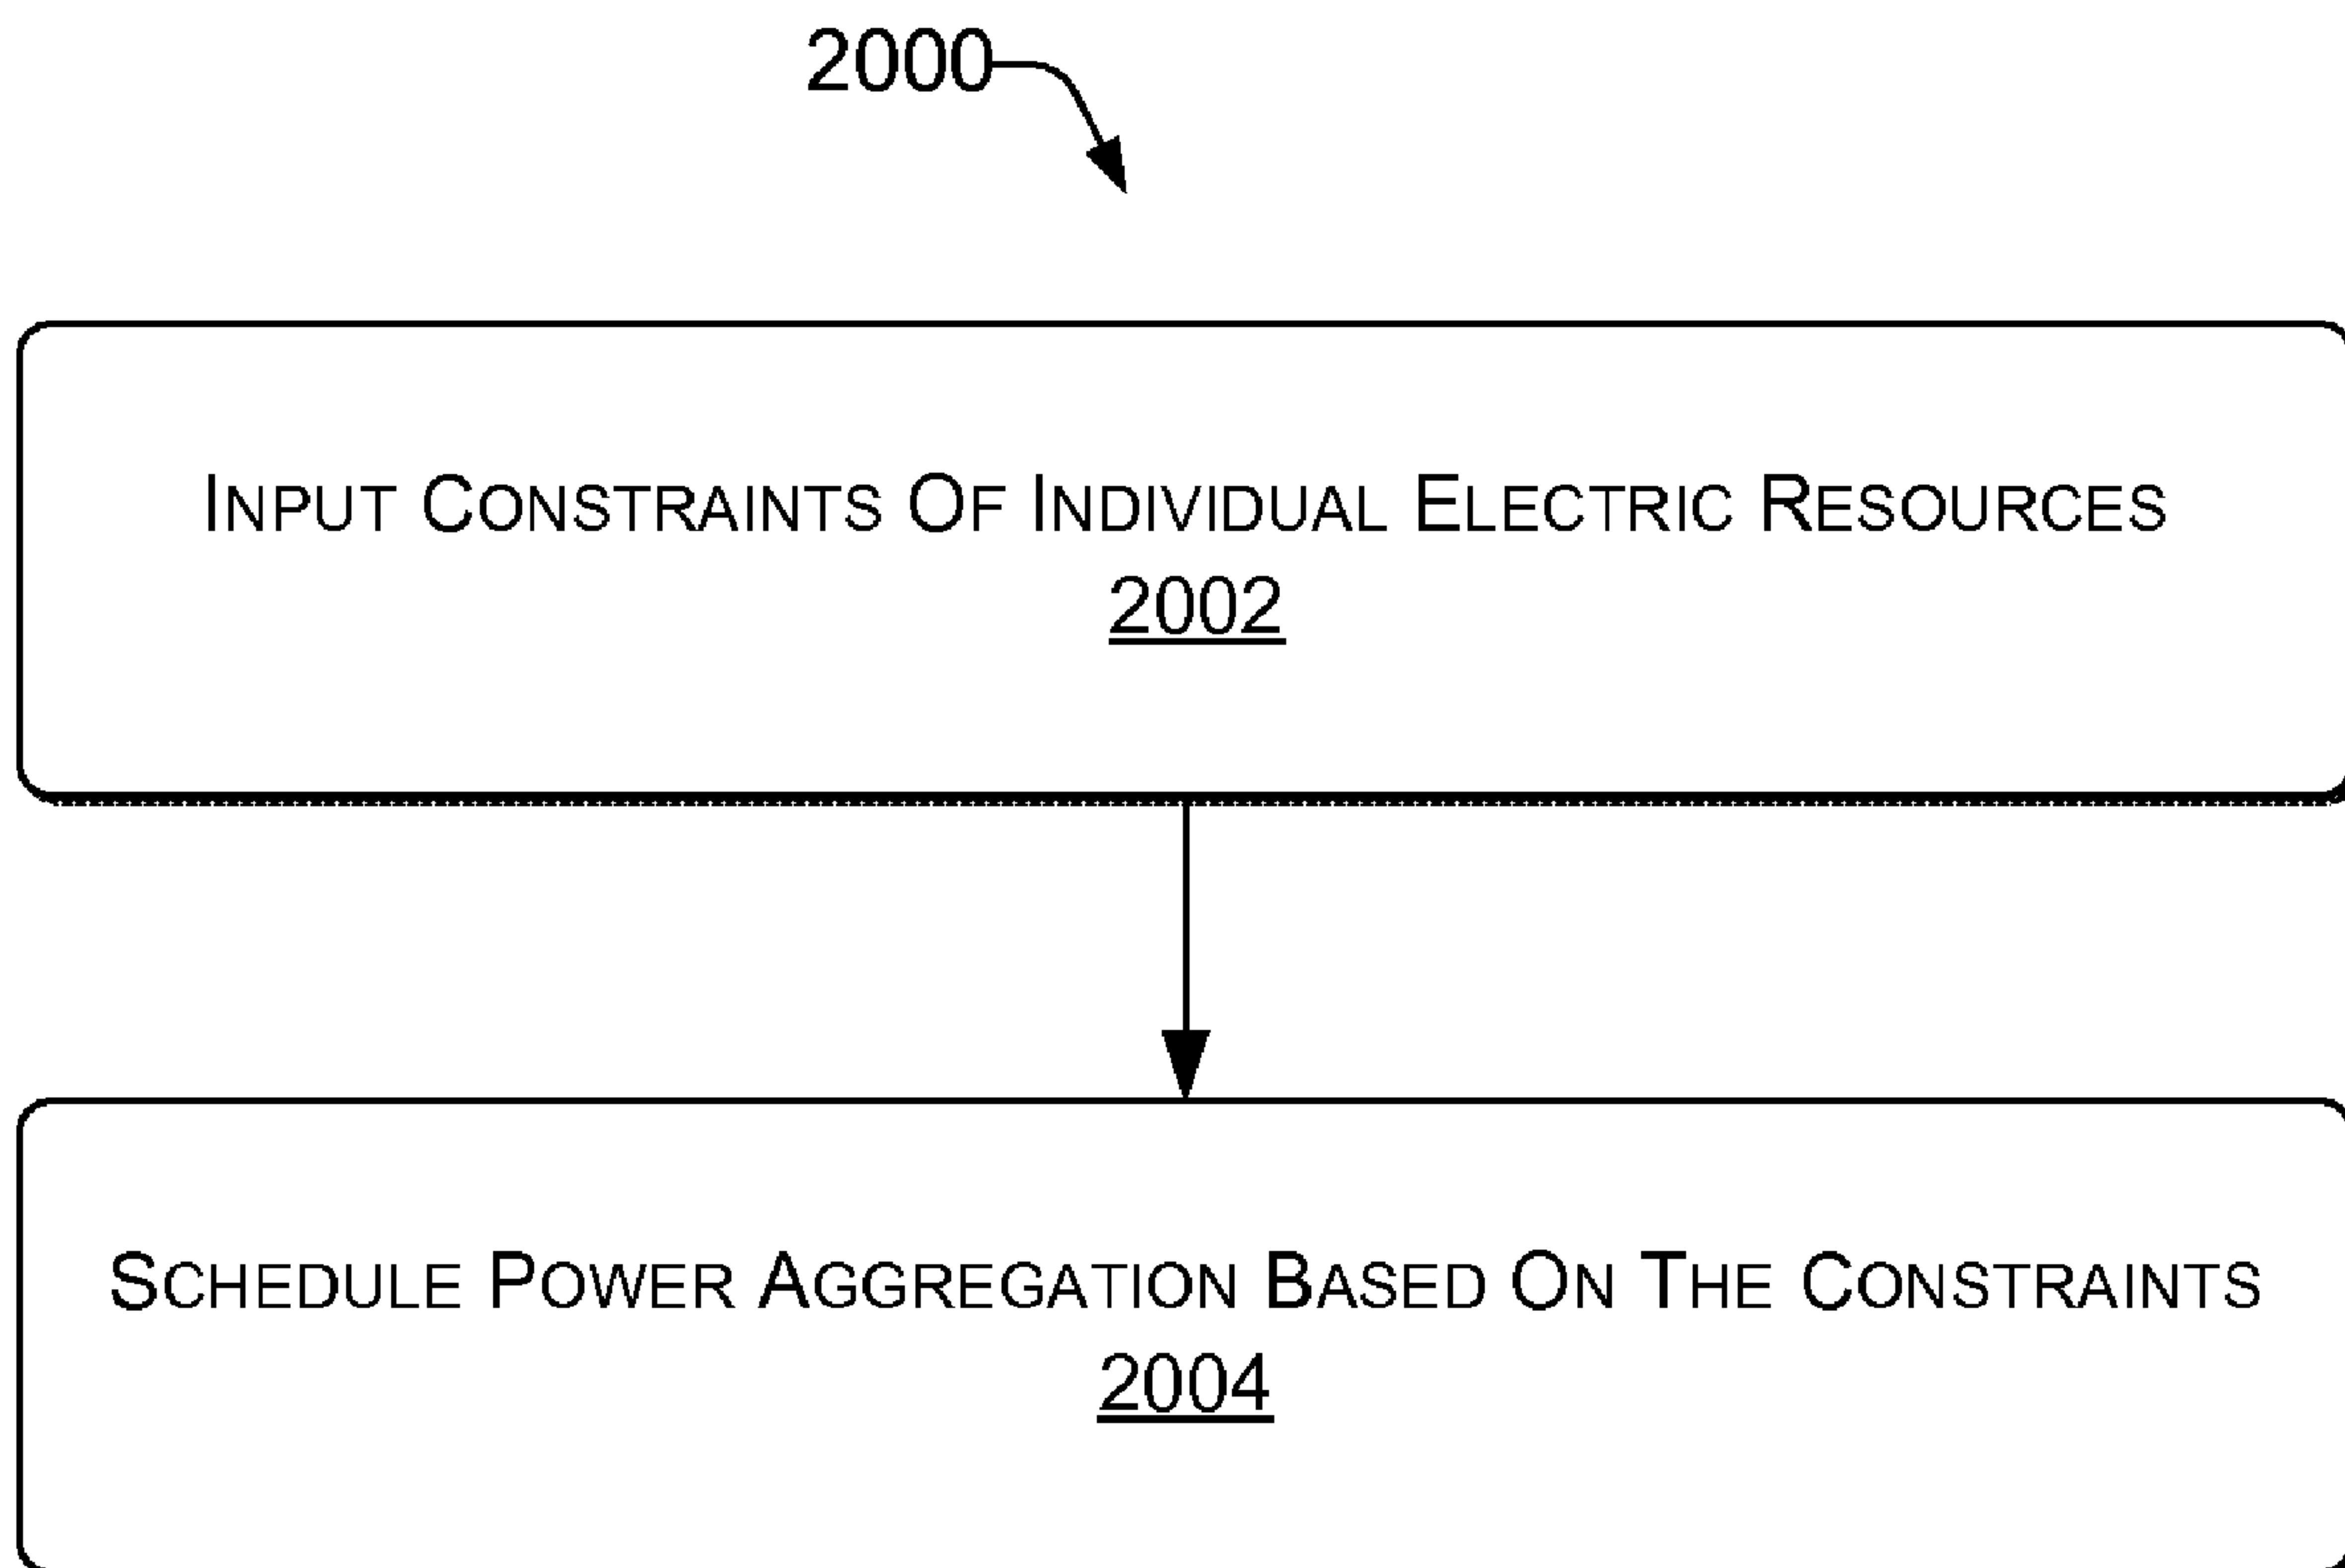 2000
INPUT CONSTRAINTS OF INDIVIDUAL ELECTRIC RESOURCES
2002
SCHEDULE POWER AGGREGATION BASED ON THE CONSTRAINTS
2004